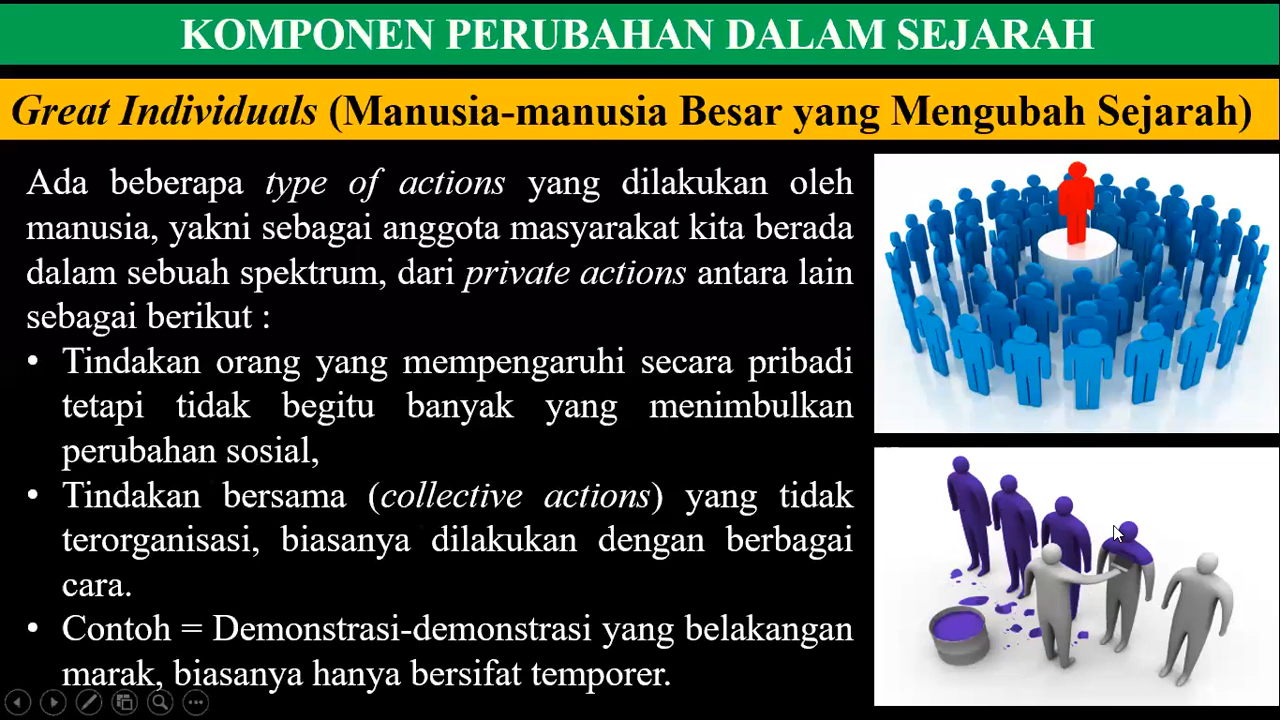 KOMPONEN PERUBAHAN DALAM SEJARAH
Great Individuals (Manusia-manusia Besar yang Mengubah Sejarah)
Ada beberapa type of actions yang dilakukan oleh
manusia, yakni sebagai anggota masyarakat kita berada
dalam sebuah spektrum, dari private actions antara lain
sebagai berikut :
• Tindakan orang yang mempengaruhi secara pribadi
tetapi tidak begitu banyak yang menimbulkan
perubahan sosial,
• Tindakan bersama (collective actions) yang tidak
terorganisasi, biasanya dilakukan dengan berbagai
cara.
• Contoh = Demonstrasi-demonstrasi yang belakangan
marak, biasanya hanya bersifat temporer.